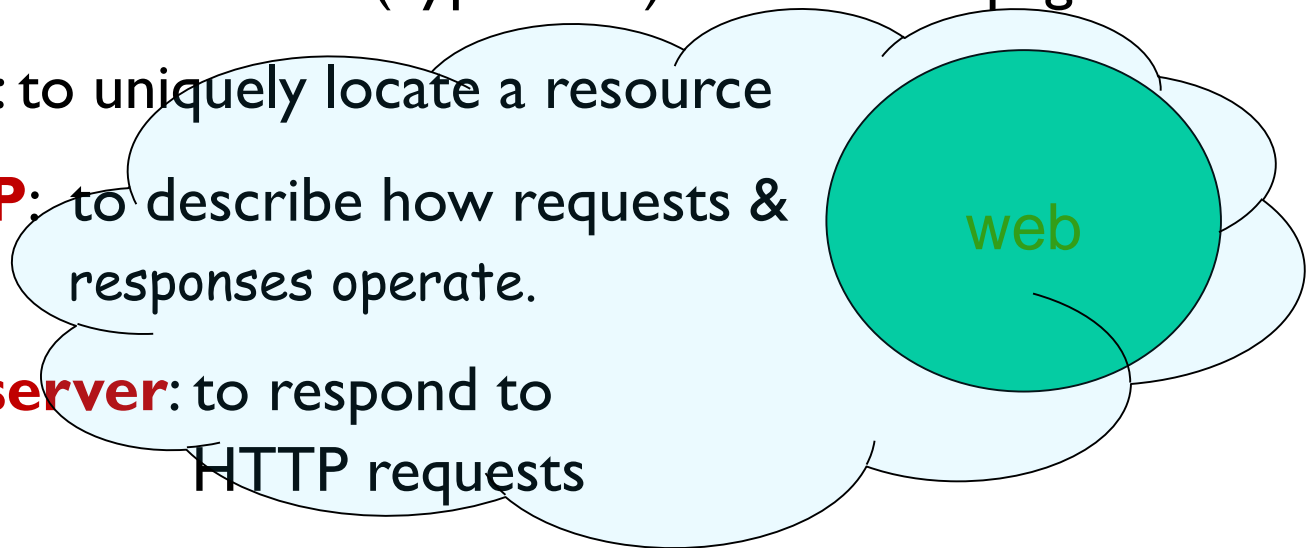 : to uniquely locate a resource
P: to describe how requests &
web
responses operate.
server: to respond to
HTTP requests